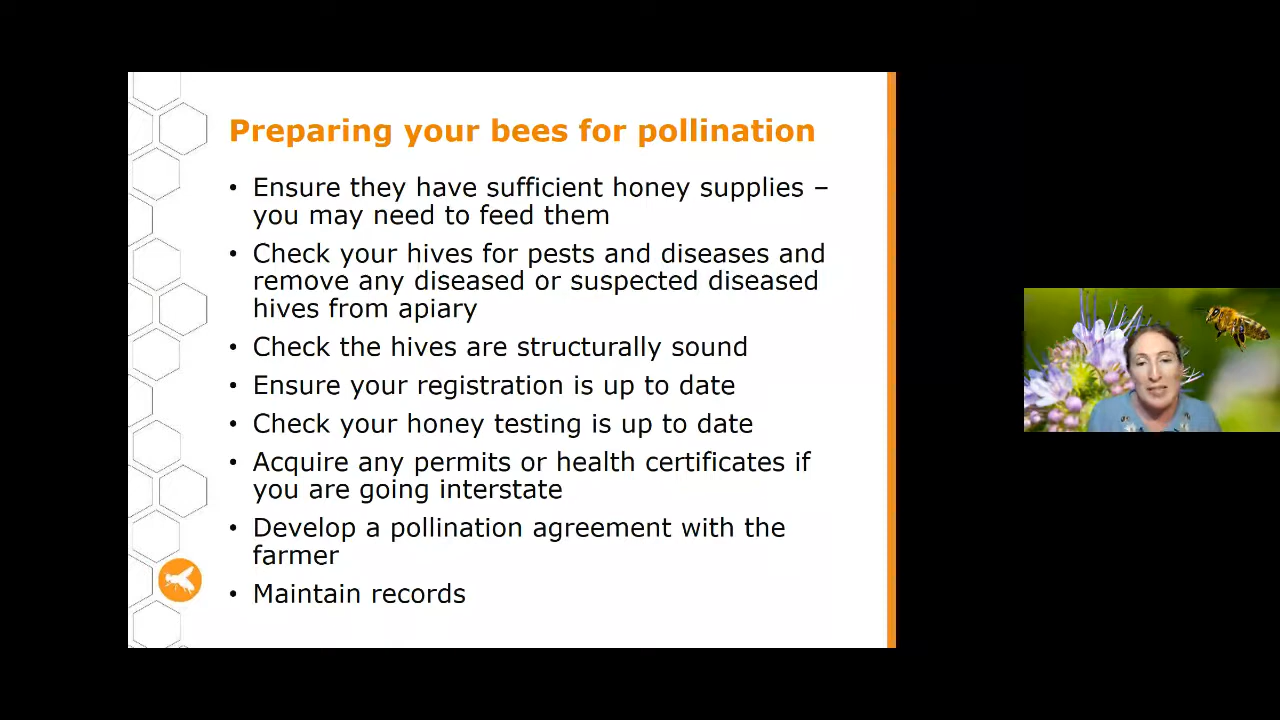 Preparing your bees for pollination
• Ensure they have sufficient honey supplies –
you may need to feed them
• Check your hives for pests and diseases and
remove any diseased or suspected diseased
hives from apiary
• Check the hives are structurally sound
• Ensure your registration is up to date
• Check your honey testing is up to date
• Acquire any permits or health certificates if
you are going interstate
• Develop a pollination agreement with the
farmer
• Maintain records